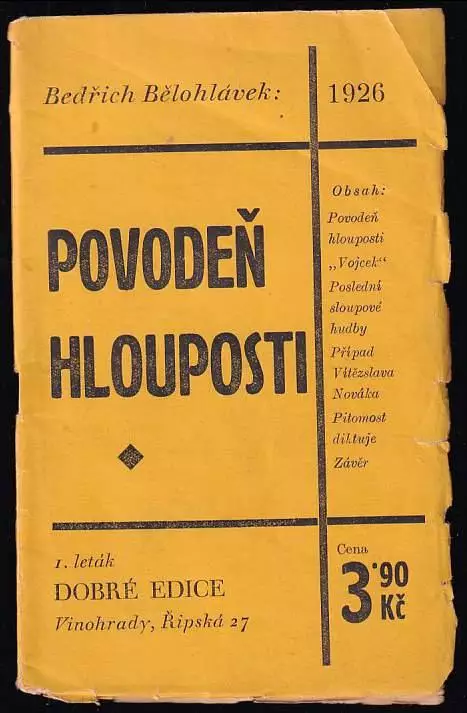 Bedřich Bělohlávek:
1926
POVODEŇ
HLOUPOSTI
Obsah:
Povodeň
hlouposti
„Vojcek“
Poslední
sloupové
hudby
Případ
Vítězslava
Nováka
Pitomost
diktuje
Závěr
1. leták
DOBRÉ EDICE
Vinohrady, Řipská 27
Cena
3·90
Kč